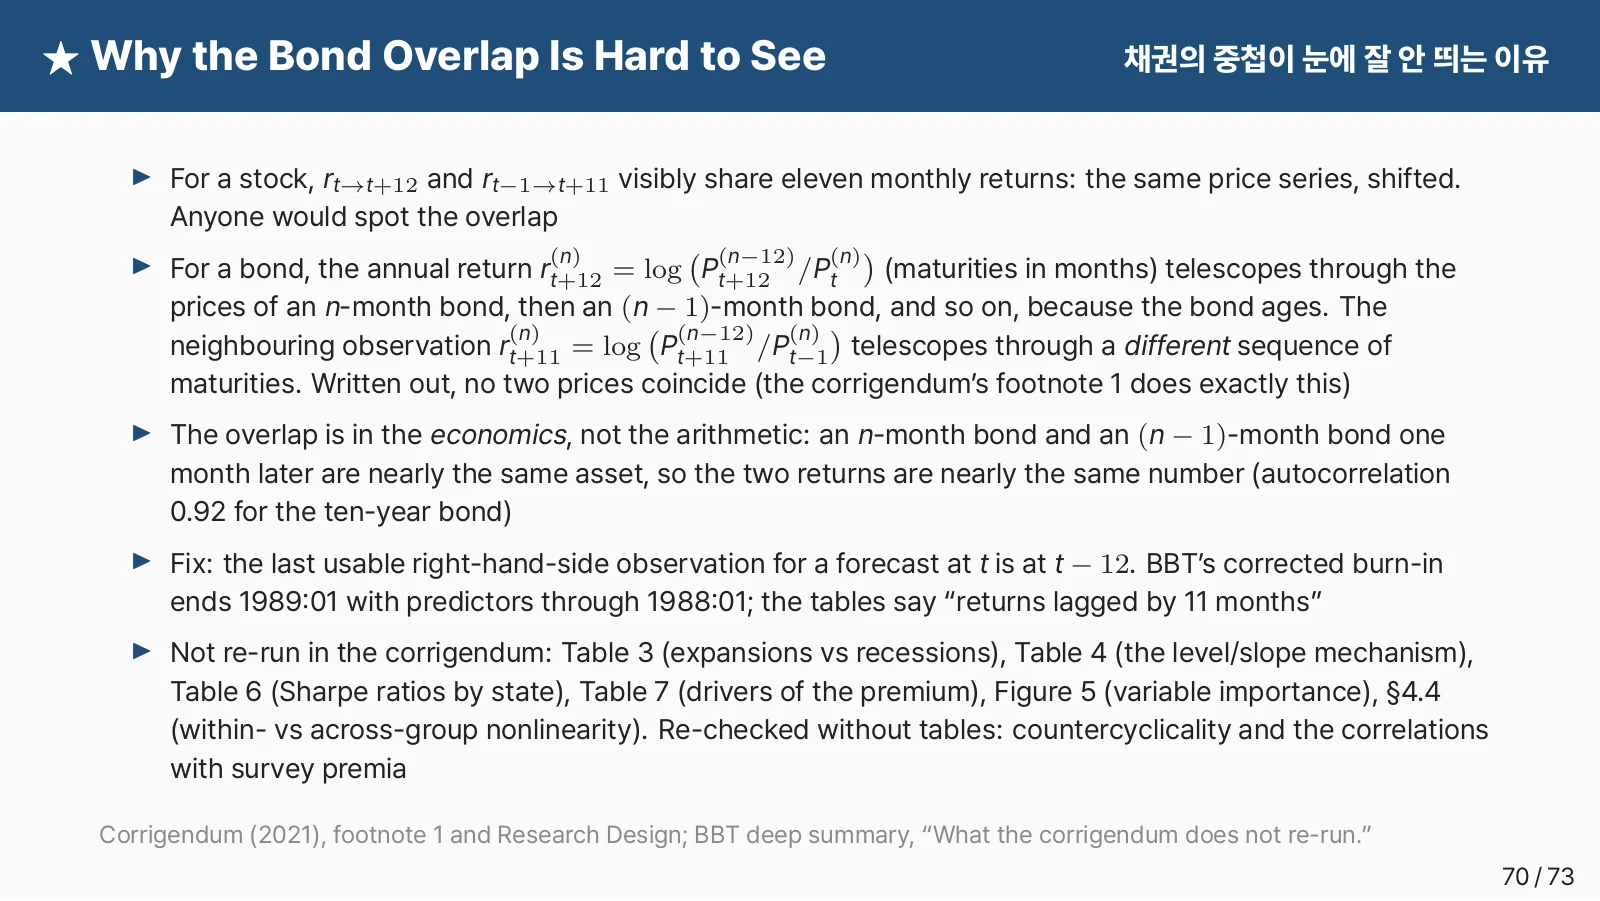 ★ Why the Bond Overlap Is Hard to See
채권의 중첩이 눈에 잘 안 띄는 이유
▶ For a stock, r_{t→t+12} and r_{t−1→t+11} visibly share eleven monthly returns: the same price series, shifted.
Anyone would spot the overlap
▶ For a bond, the annual return r_{t+12}^{(n)} = log (P_{t+12}^{(n−12)}/P_t^{(n)}) (maturities in months) telescopes through the
prices of an n-month bond, then an (n − 1)-month bond, and so on, because the bond ages. The
neighbouring observation r_{t+11}^{(n)} = log (P_{t+11}^{(n−12)}/P_{t−1}^{(n)}) telescopes through a different sequence of
maturities. Written out, no two prices coincide (the corrigendum’s footnote 1 does exactly this)
▶ The overlap is in the economics, not the arithmetic: an n-month bond and an (n − 1)-month bond one
month later are nearly the same asset, so the two returns are nearly the same number (autocorrelation
0.92 for the ten-year bond)
▶ Fix: the last usable right-hand-side observation for a forecast at t is at t − 12. BBT’s corrected burn-in
ends 1989:01 with predictors through 1988:01; the tables say “returns lagged by 11 months”
▶ Not re-run in the corrigendum: Table 3 (expansions vs recessions), Table 4 (the level/slope mechanism),
Table 6 (Sharpe ratios by state), Table 7 (drivers of the premium), Figure 5 (variable importance), §4.4
(within- vs across-group nonlinearity). Re-checked without tables: countercyclicality and the correlations
with survey premia
Corrigendum (2021), footnote 1 and Research Design; BBT deep summary, “What the corrigendum does not re-run.”
70 / 73